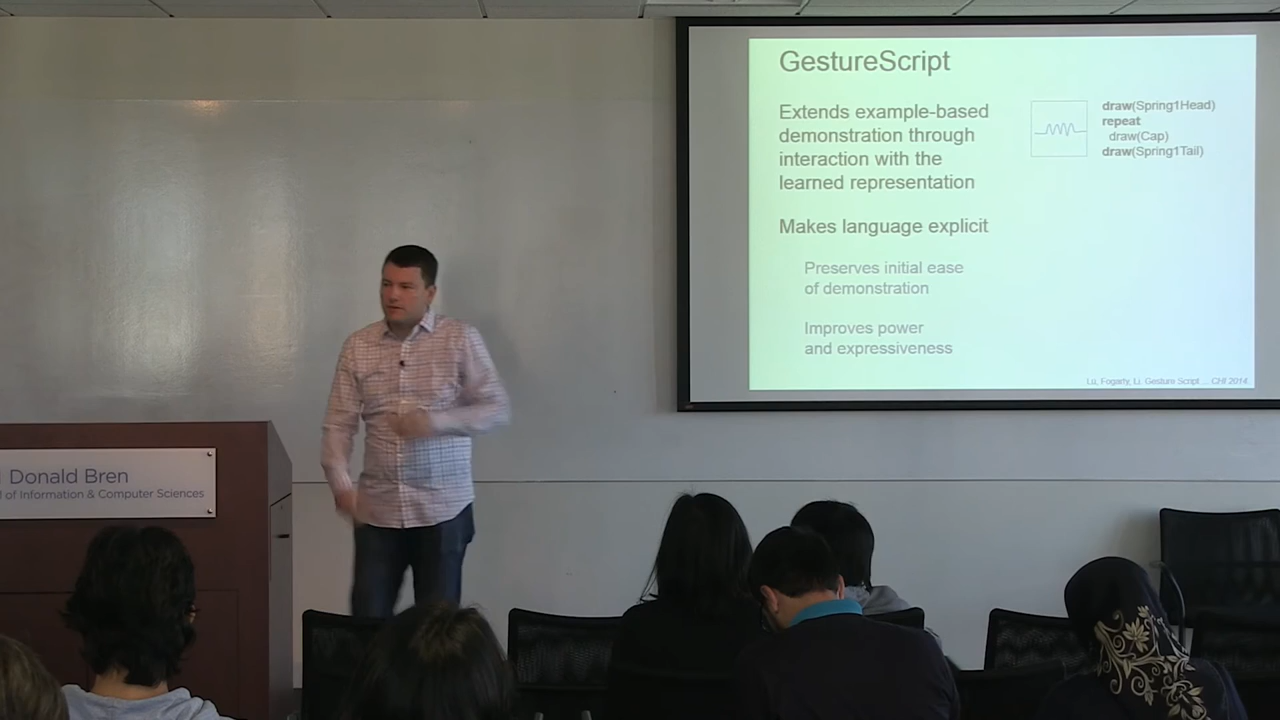 GestureScript
Extends example-based
demonstration through
interaction with the
learned representation
Makes language explicit
Preserves initial ease
of demonstration
Improves power
and expressiveness
draw(Spring1Head)
repeat
draw(Cap)
draw(Spring1Tail)
Lu, Fogarty, Li. Gesture Script ... CHI 2014.
Donald Bren
l of Information & Computer Sciences